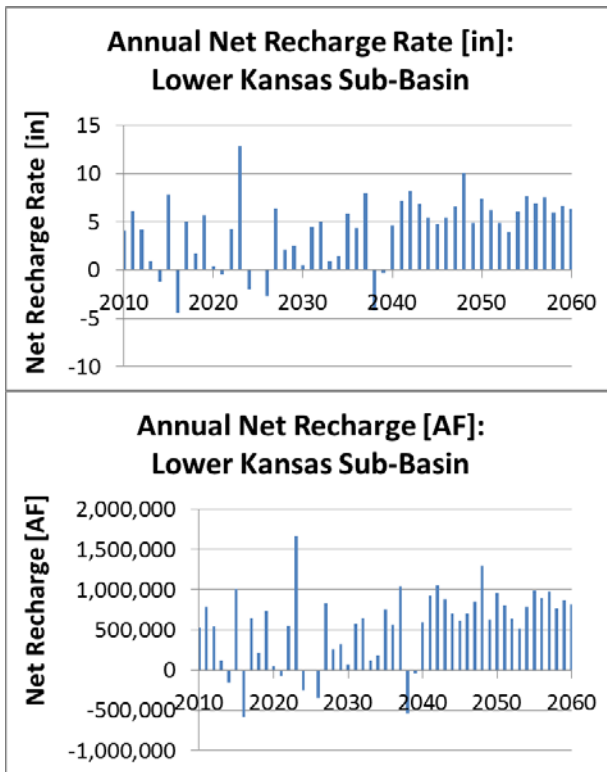 Annual Net Recharge Rate [in]:
Lower Kansas Sub-Basin
Net Recharge Rate [in]
15
10
5
0
-5
-10
2010 2020 2030 2040 2050 2060
Annual Net Recharge [AF]:
Lower Kansas Sub-Basin
Net Recharge [AF]
2,000,000
1,500,000
1,000,000
500,000
0
-500,000
-1,000,000
2010 2020 2030 2040 2050 2060